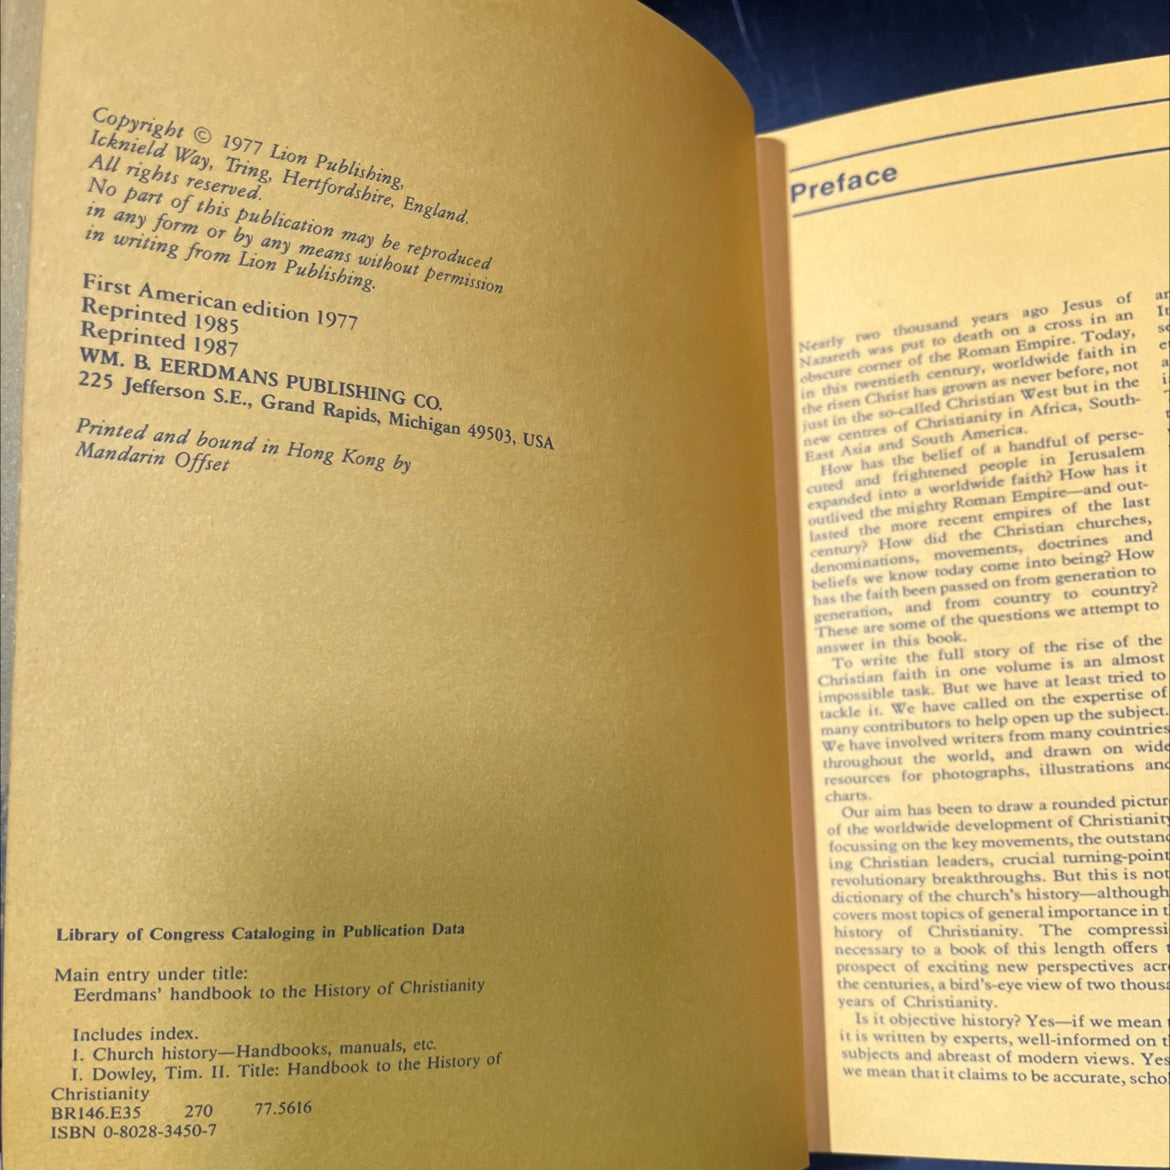 Copyright © 1977 Lion Publishing,
Icknield Way, Tring, Hertfordshire, England.
All rights reserved.
No part of this publication may be reproduced
in any form or by any means without permission
in writing from Lion Publishing.
First American edition 1977
Reprinted 1985
Reprinted 1987
WM. B. EERDMANS PUBLISHING CO.
225 Jefferson S.E., Grand Rapids, Michigan 49503, USA
Printed and bound in Hong Kong by
Mandarin Offset
Library of Congress Cataloging in Publication Data
Main entry under title:
Eerdmans' handbook to the History of Christianity
Includes index.
1. Church history—Handbooks, manuals, etc.
I. Dowley, Tim. II. Title: Handbook to the History of
Christianity
BR146.E35 270 77.5616
ISBN 0-8028-3450-7
Preface
Nearly two thousand years ago Jesus of
Nazareth was put to death on a cross in an
obscure corner of the Roman Empire. Today,
in this twentieth century, worldwide faith in
the risen Christ has grown as never before, not
just in the so-called Christian West but in the
new centres of Christianity in Africa, South-
East Asia and South America.
How has the belief of a handful of perse-
cuted and frightened people in Jerusalem
expanded into a worldwide faith? How has it
outlived the mighty Roman Empire—and out-
lasted the more recent empires of the last
century? How did the Christian churches,
denominations, movements, doctrines and
beliefs we know today come into being? How
has the faith been passed on from generation to
generation, and from country to country?
These are some of the questions we attempt to
answer in this book.
To write the full story of the rise of the
Christian faith in one volume is an almost
impossible task. But we have at least tried to
tackle it. We have called on the expertise of
many contributors to help open up the subject.
We have involved writers from many countries
throughout the world, and drawn on wide
resources for photographs, illustrations and
charts.
Our aim has been to draw a rounded pictur
of the worldwide development of Christianity
focussing on the key movements, the outstand
ing Christian leaders, crucial turning-point
revolutionary breakthroughs. But this is not
dictionary of the church's history—although
covers most topics of general importance in t
history of Christianity. The compressi
necessary to a book of this length offers t
prospect of exciting new perspectives acro
the centuries, a bird's-eye view of two thousa
years of Christianity.
Is it objective history? Yes—if we mean t
it is written by experts, well-informed on t
subjects and abreast of modern views. Yes
we mean that it claims to be accurate, schol